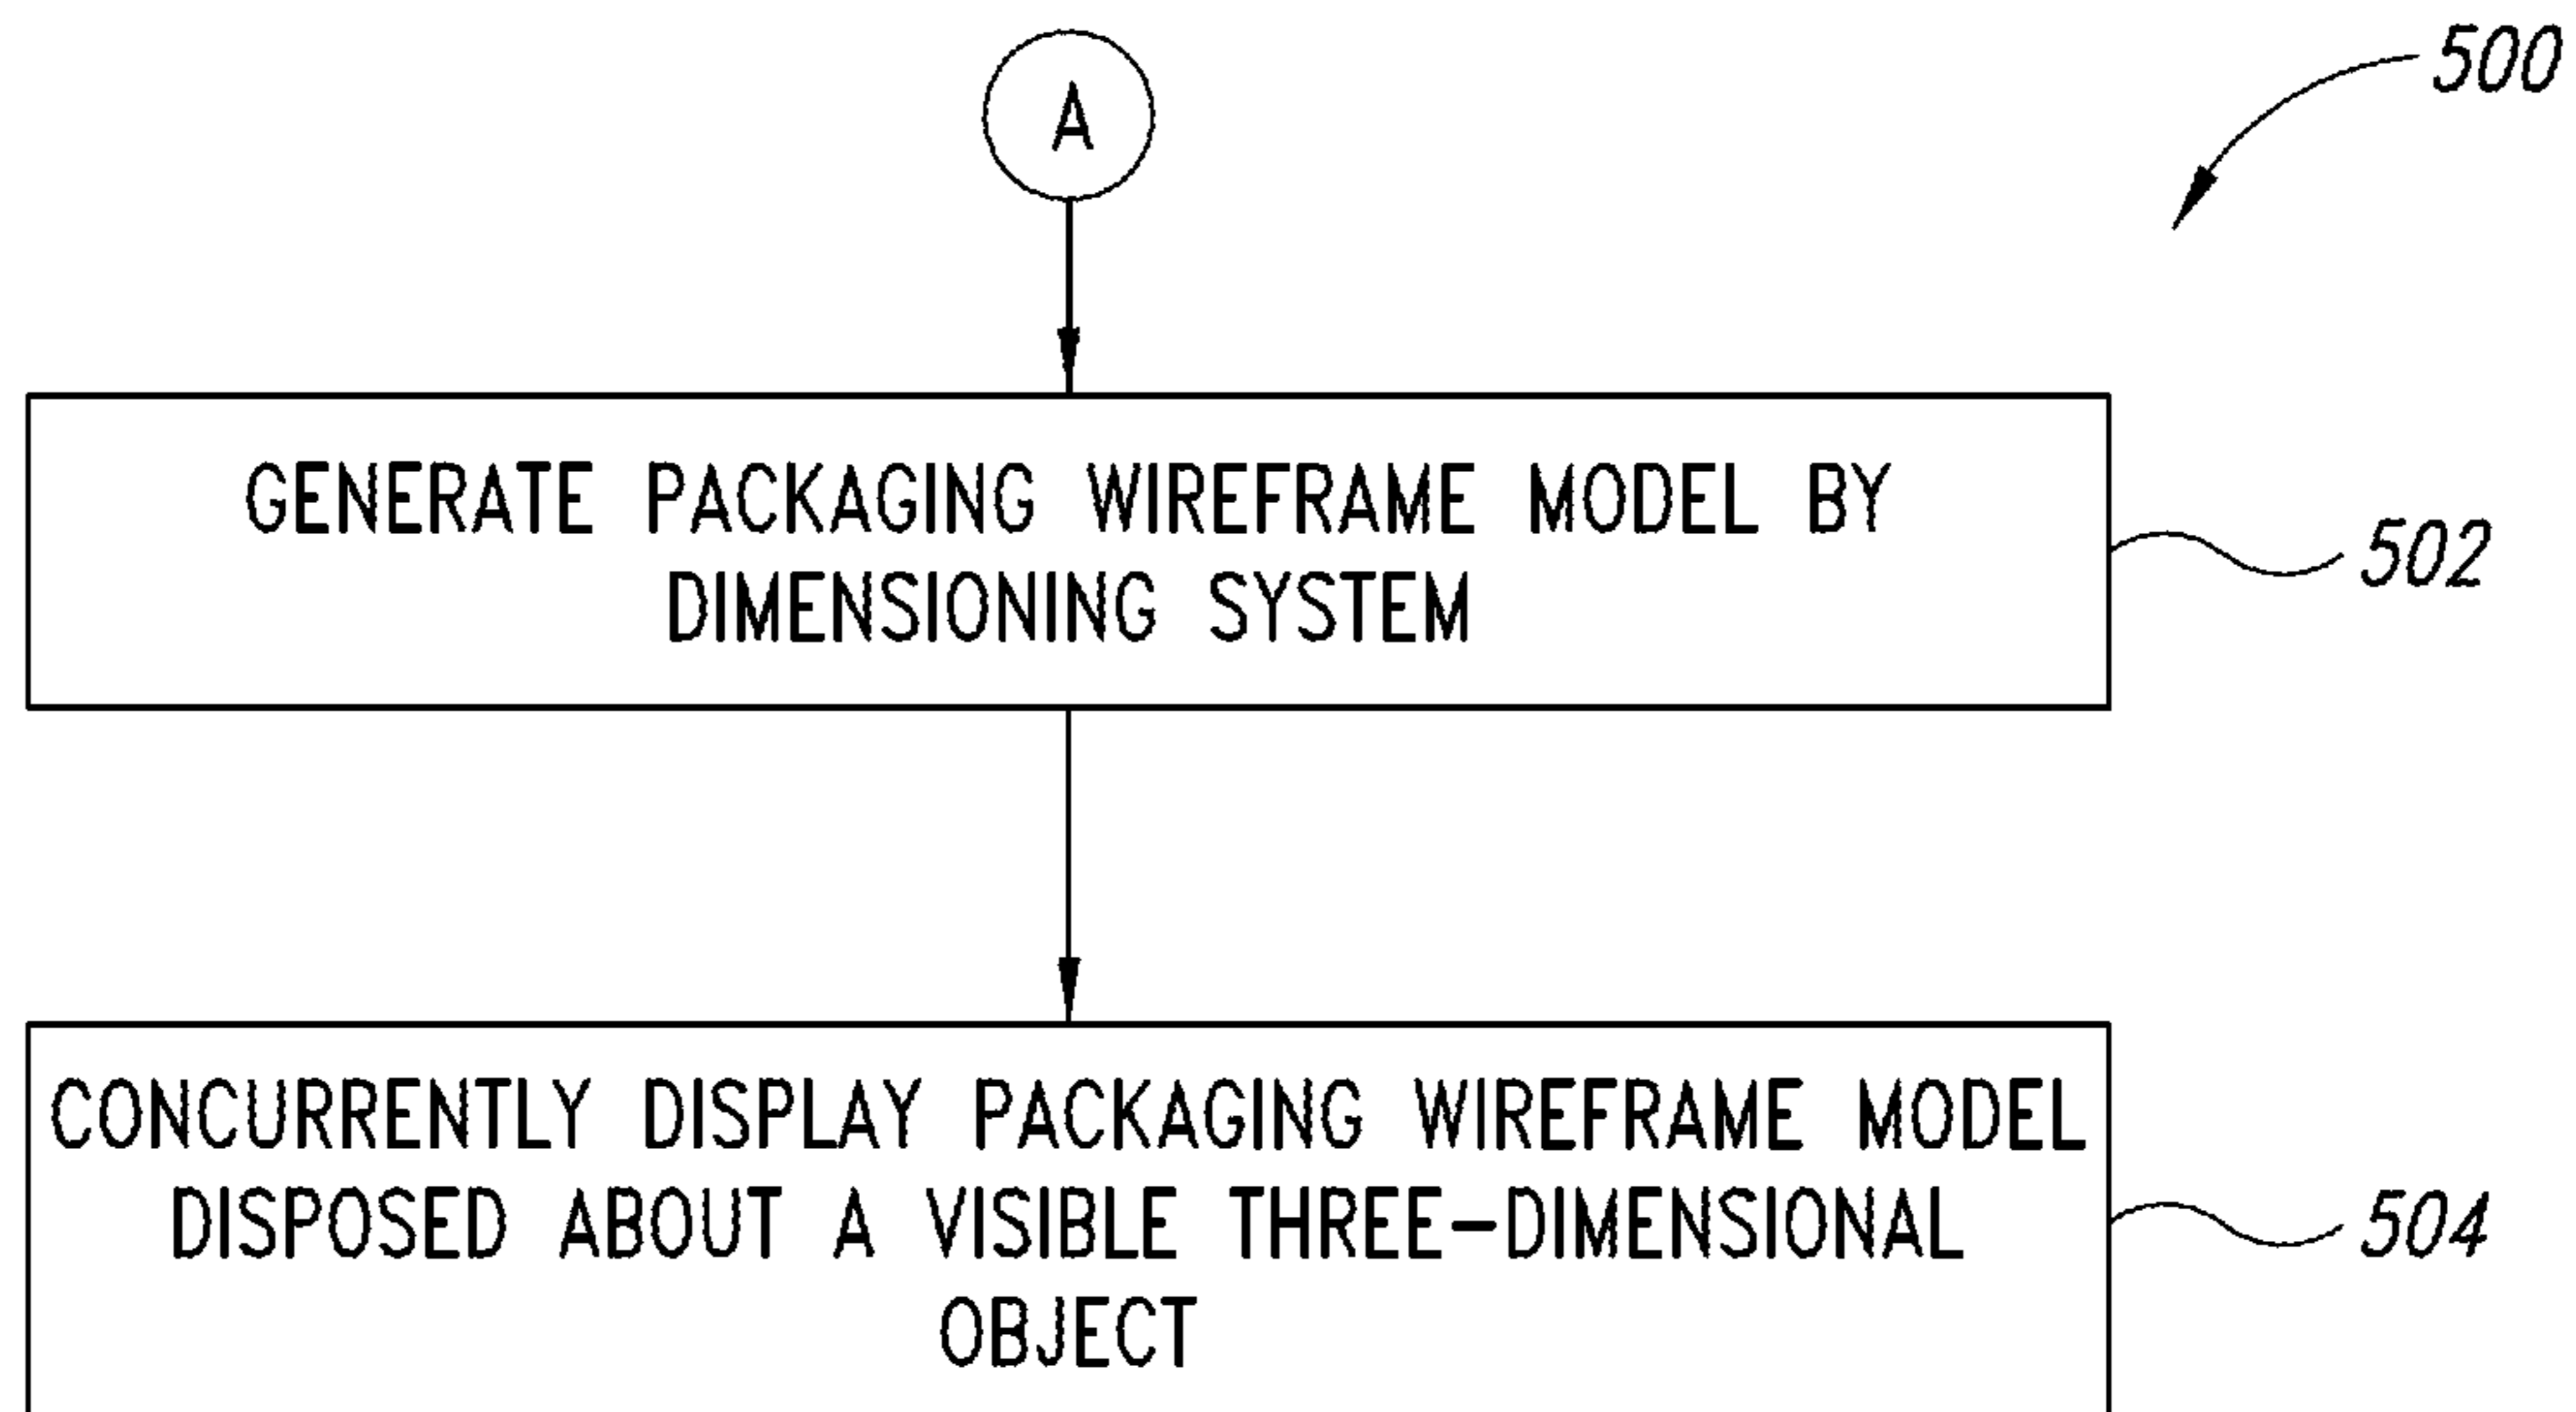 A
500
GENERATE PACKAGING WIREFRAME MODEL BY
DIMENSIONING SYSTEM
502
CONCURRENTLY DISPLAY PACKAGING WIREFRAME MODEL
DISPOSED ABOUT A VISIBLE THREE-DIMENSIONAL
OBJECT
504